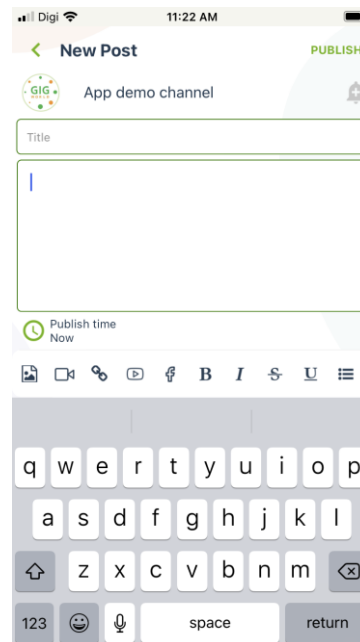 Digi 11:22 AM
New Post PUBLISH
GIG
App demo channel
Title
Publish time
Now
B I S U
q w e r t y u i o p
a s d f g h j k l
z x c v b n m
123 space return